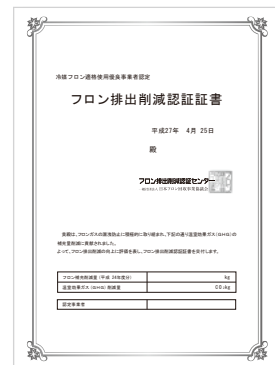 冷媒フロン適格使用優良事業者認定
フロン排出削減認証証書
平成27年 4月 25日
殿
フロン排出削減認証センター
貴殿は、フロンガスの漏洩防止に積極的に取り組まれ、下記の通り温室効果ガス(GHG)の
補充量削減に貢献されました。
よって、フロン排出削減の向上に評価を表し、フロン排出削減認証証書を交付します。
フロン補充削減量(平成 24年度分) kg
温室効果ガス(GHG)削減量
認定事業者